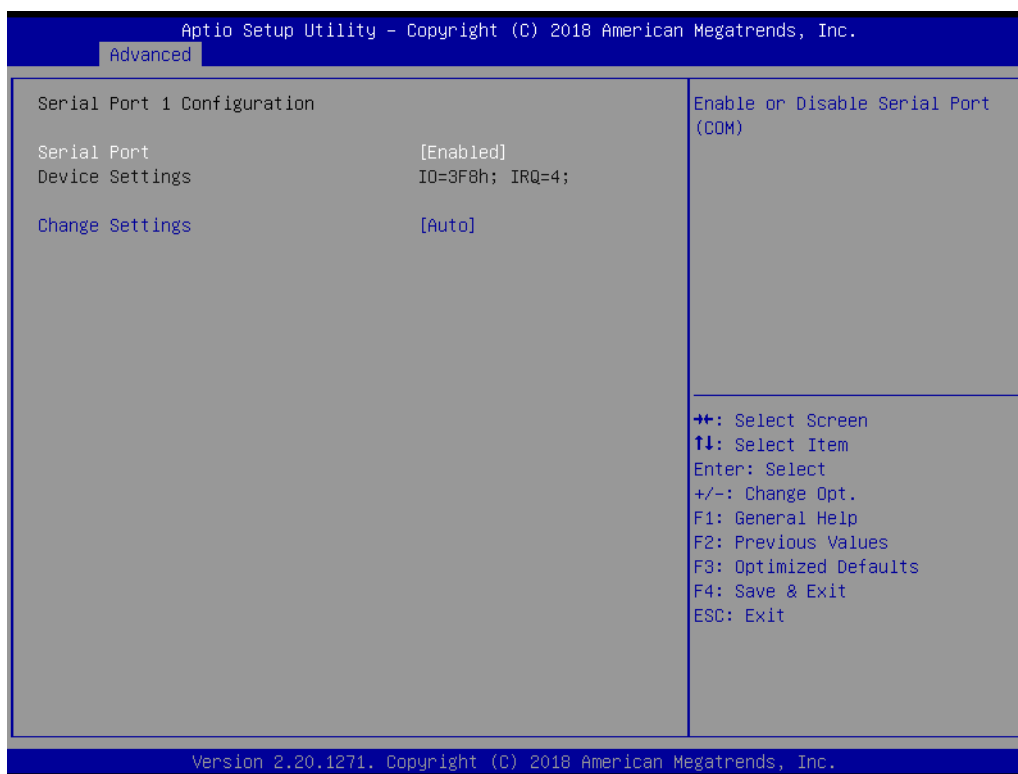 Aptio Setup Utility – Copyright (C) 2018 American Megatrends, Inc.
Advanced
Serial Port 1 Configuration
Serial Port [Enabled]
Device Settings IO=3F8h; IRQ=4;
Change Settings [Auto]
Enable or Disable Serial Port
(COM)
→←: Select Screen
↑↓: Select Item
Enter: Select
+/-: Change Opt.
F1: General Help
F2: Previous Values
F3: Optimized Defaults
F4: Save & Exit
ESC: Exit
Version 2.20.1271. Copyright (C) 2018 American Megatrends, Inc.